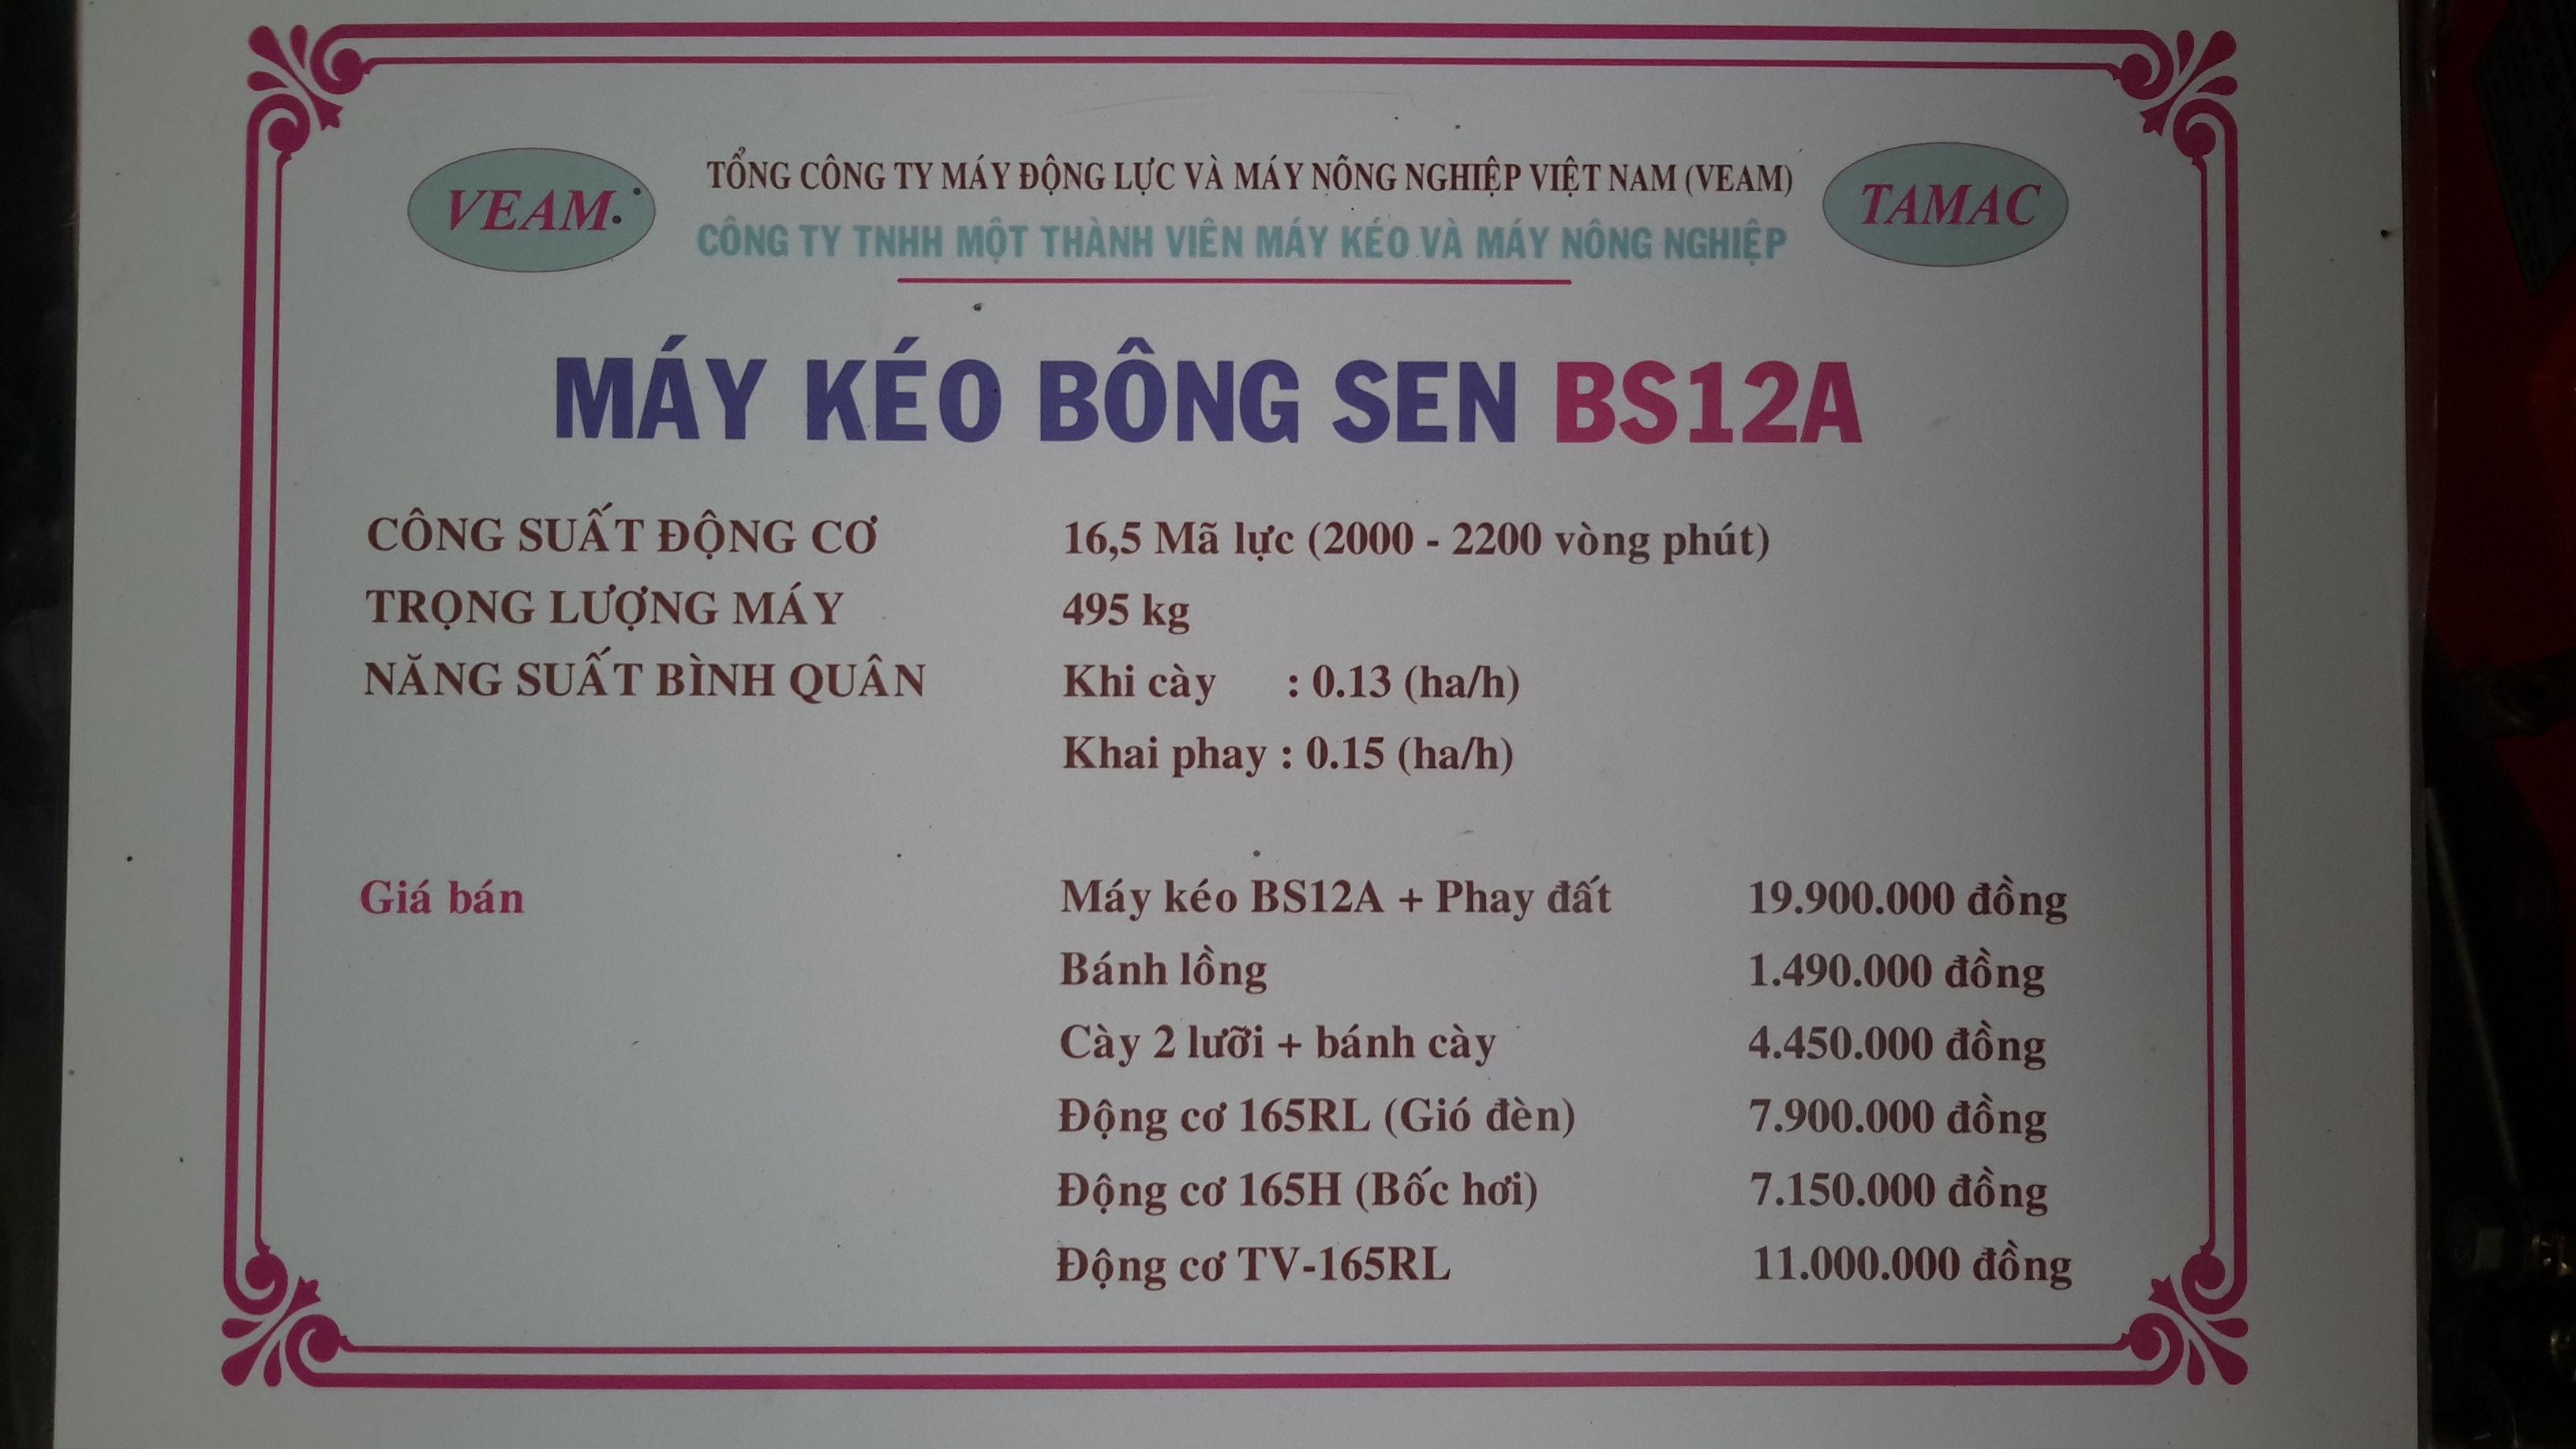 VEAM
TỔNG CÔNG TY MÁY ĐỘNG LỰC VÀ MÁY NÕNG NGHIỆP VIỆT NAM (VEAM)
TAMAC
CÔNG TY TNHH MỘT THÀNH VIÊN MÁY KÉO VÀ MÁY NÔNG NGHIỆP
MÁY KÉO BÔNG SEN BS12A
CÔNG SUẤT ĐỘNG CƠ 16,5 Mã lực (2000 - 2200 vòng phút)
TRỌNG LƯỢNG MÁY 495 kg
NĂNG SUẤT BÌNH QUÂN Khi cày : 0.13 (ha/h)
Khai phay : 0.15 (ha/h)
Giá bán Máy kéo BS12A + Phay đất 19.900.000 đồng
Bánh lồng 1.490.000 đồng
Cày 2 lưỡi + bánh cày 4.450.000 đồng
Động cơ 165RL (Gió đèn) 7.900.000 đồng
Động cơ 165H (Bốc hơi) 7.150.000 đồng
Động cơ TV-165RL 11.000.000 đồng